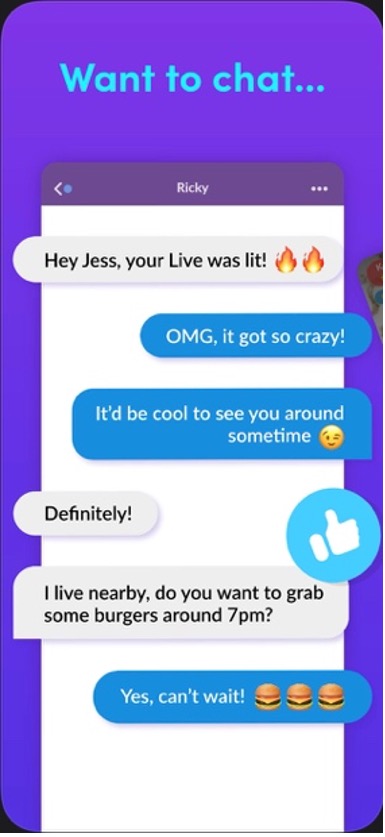 Want to chat...
Ricky
Hey Jess, your Live was lit! 🔥🔥
OMG, it got so crazy!
It'd be cool to see you around
sometime 😉
Definitely!
I live nearby, do you want to grab
some burgers around 7pm?
Yes, can't wait! 🍔🍔🍔